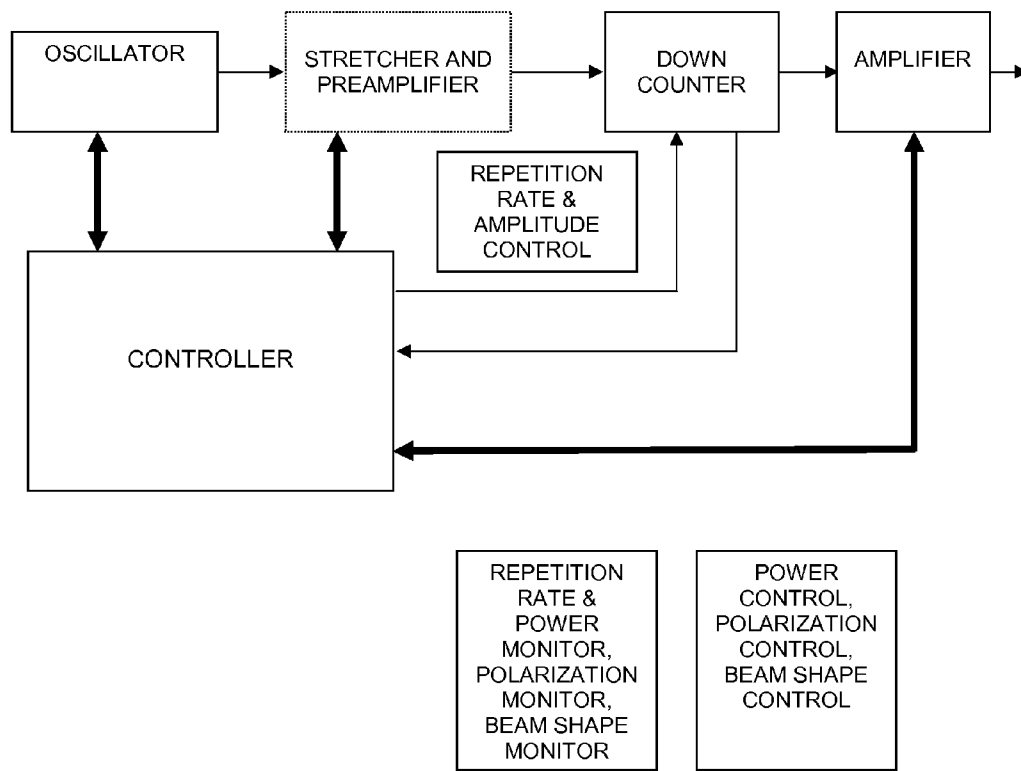 OSCILLATOR
STRETCHER AND
PREAMPLIFIER
DOWN
COUNTER
AMPLIFIER
REPETITION
RATE &
AMPLITUDE
CONTROL
CONTROLLER
REPETITION
RATE &
POWER
MONITOR,
POLARIZATION
MONITOR,
BEAM SHAPE
MONITOR
POWER
CONTROL,
POLARIZATION
CONTROL,
BEAM SHAPE
CONTROL